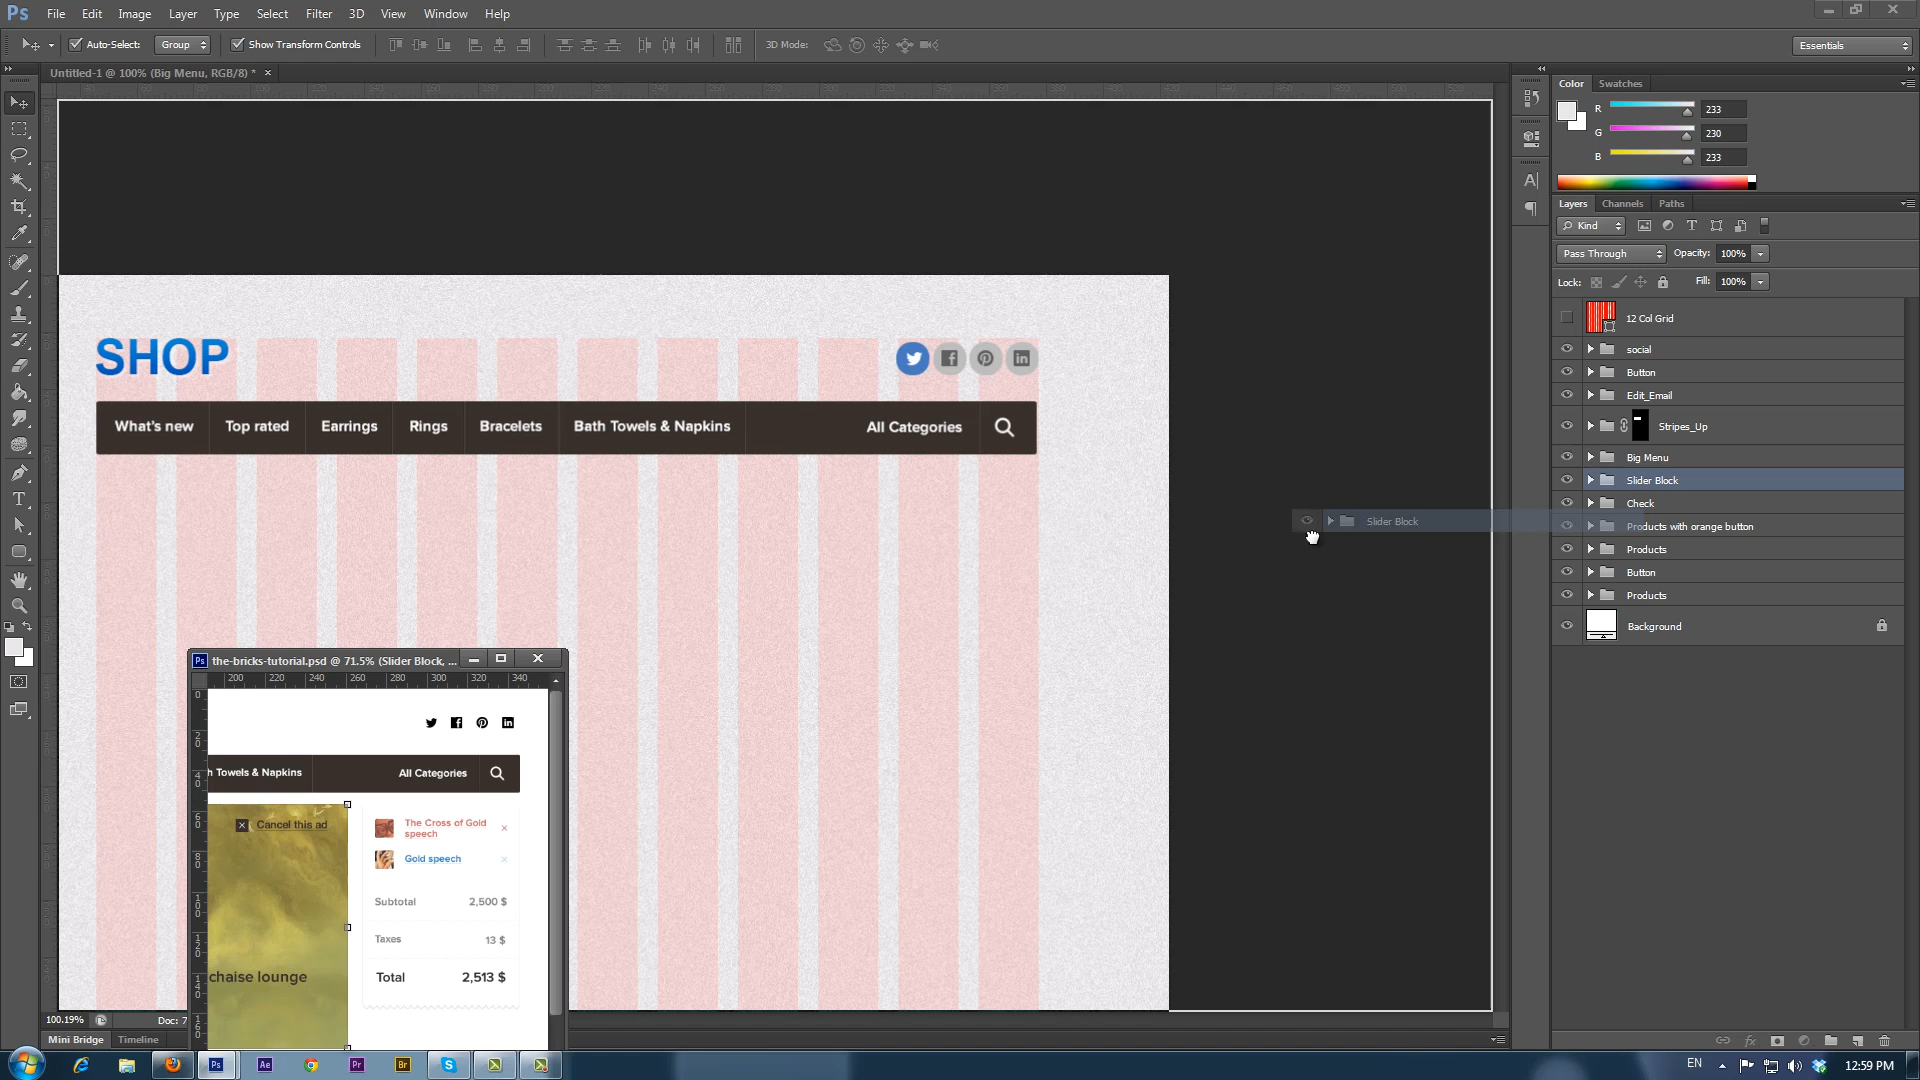 Ps File Edit Image Layer Type Select Filter 3D View Window Help
Auto-Select: Group Show Transform Controls 3D Mode: Essentials
Untitled-1 @ 100% (Big Menu, RGB/8) * ×
Color Swatches
R 233
G 230
B 233
Layers Channels Paths
Kind
Pass Through Opacity: 100%
Lock: Fill: 100%
12 Col Grid
social
Button
Edit_Email
Stripes_Up
Big Menu
Slider Block
Check
Products with orange button
Products
Button
Products
Background
SHOP
What's new Top rated Earrings Rings Bracelets Bath Towels & Napkins All Categories
Slider Block
Ps the-bricks-tutorial.psd @ 71.5% (Slider Block, ...
200 220 240 260 280 300 320 340
h Towels & Napkins All Categories
Cancel this ad
The Cross of Gold
speech
Gold speech
Subtotal 2,500 $
Taxes 13 $
chaise lounge
Total 2,513 $
100.19% Doc: 7
Mini Bridge Timeline
Ps Ae Pr Br
EN 12:59 PM